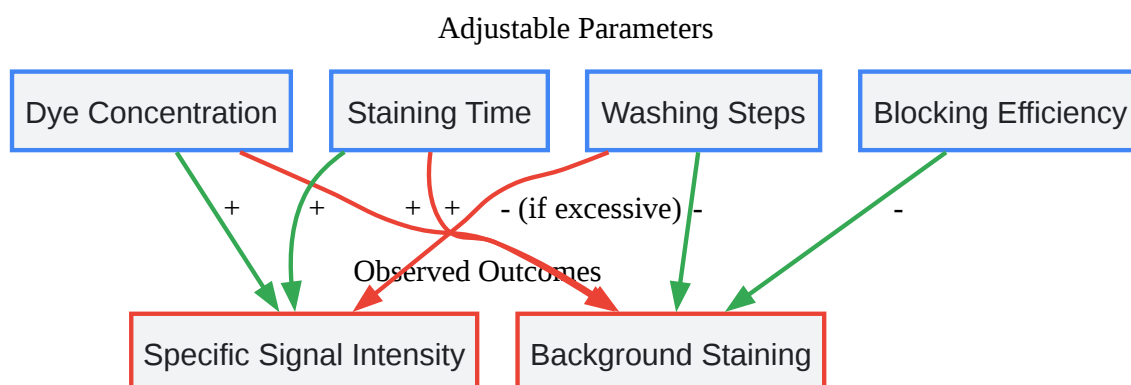 Adjustable Parameters
Dye Concentration
Staining Time
Washing Steps
Blocking Efficiency
+
+
+
+
- (if excessive)
-
-
Observed Outcomes
Specific Signal Intensity
Background Staining